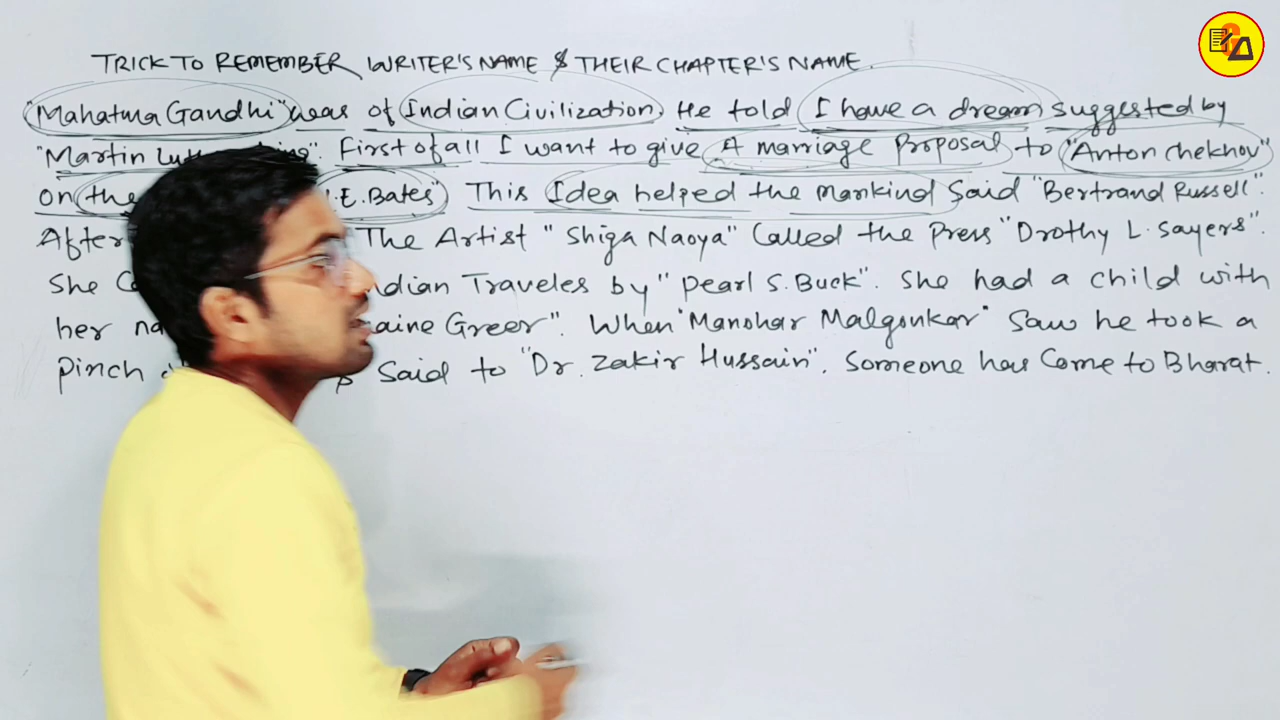 TRICK TO REMEMBER WRITER'S NAME & THEIR CHAPTER'S NAME.
"Mahatma Gandhi" was of Indian Civilization. He told I have a dream suggested by
"Martin First of all I want to give A marriage Proposal to "Anton Chekhov"
on the E. Bates" This Idea helped the mankind Said "Bertrand Russell".
After The Artist "Shiga Naoya" Called the Press "Drothy L. Sayers".
She Traveles by "Pearl S. Buck". She had a child with
her Greer". When "Manohar Malgonkar" Saw he took a
Pinch Said to "Dr. Zakir Hussain". Someone has Come to Bharat.